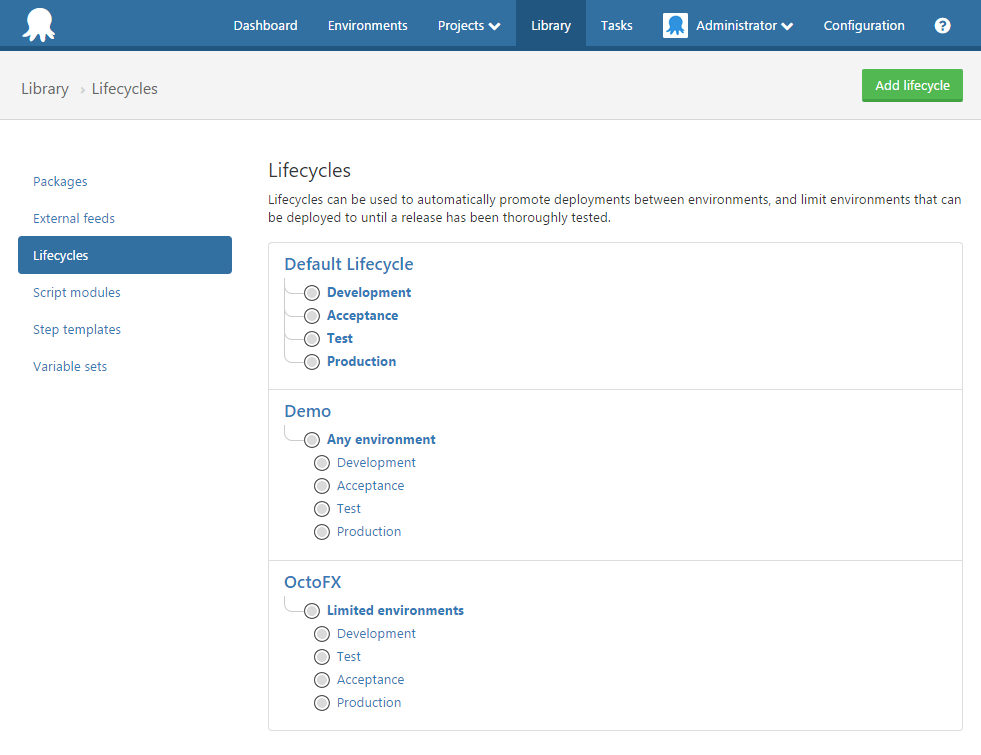 Dashboard Environments Projects Library Tasks Administrator Configuration ?
Library › Lifecycles
Add lifecycle
Packages
External feeds
Lifecycles
Script modules
Step templates
Variable sets
Lifecycles
Lifecycles can be used to automatically promote deployments between environments, and limit environments that can
be deployed to until a release has been thoroughly tested.
Default Lifecycle
Development
Acceptance
Test
Production
Demo
Any environment
Development
Acceptance
Test
Production
OctoFX
Limited environments
Development
Test
Acceptance
Production